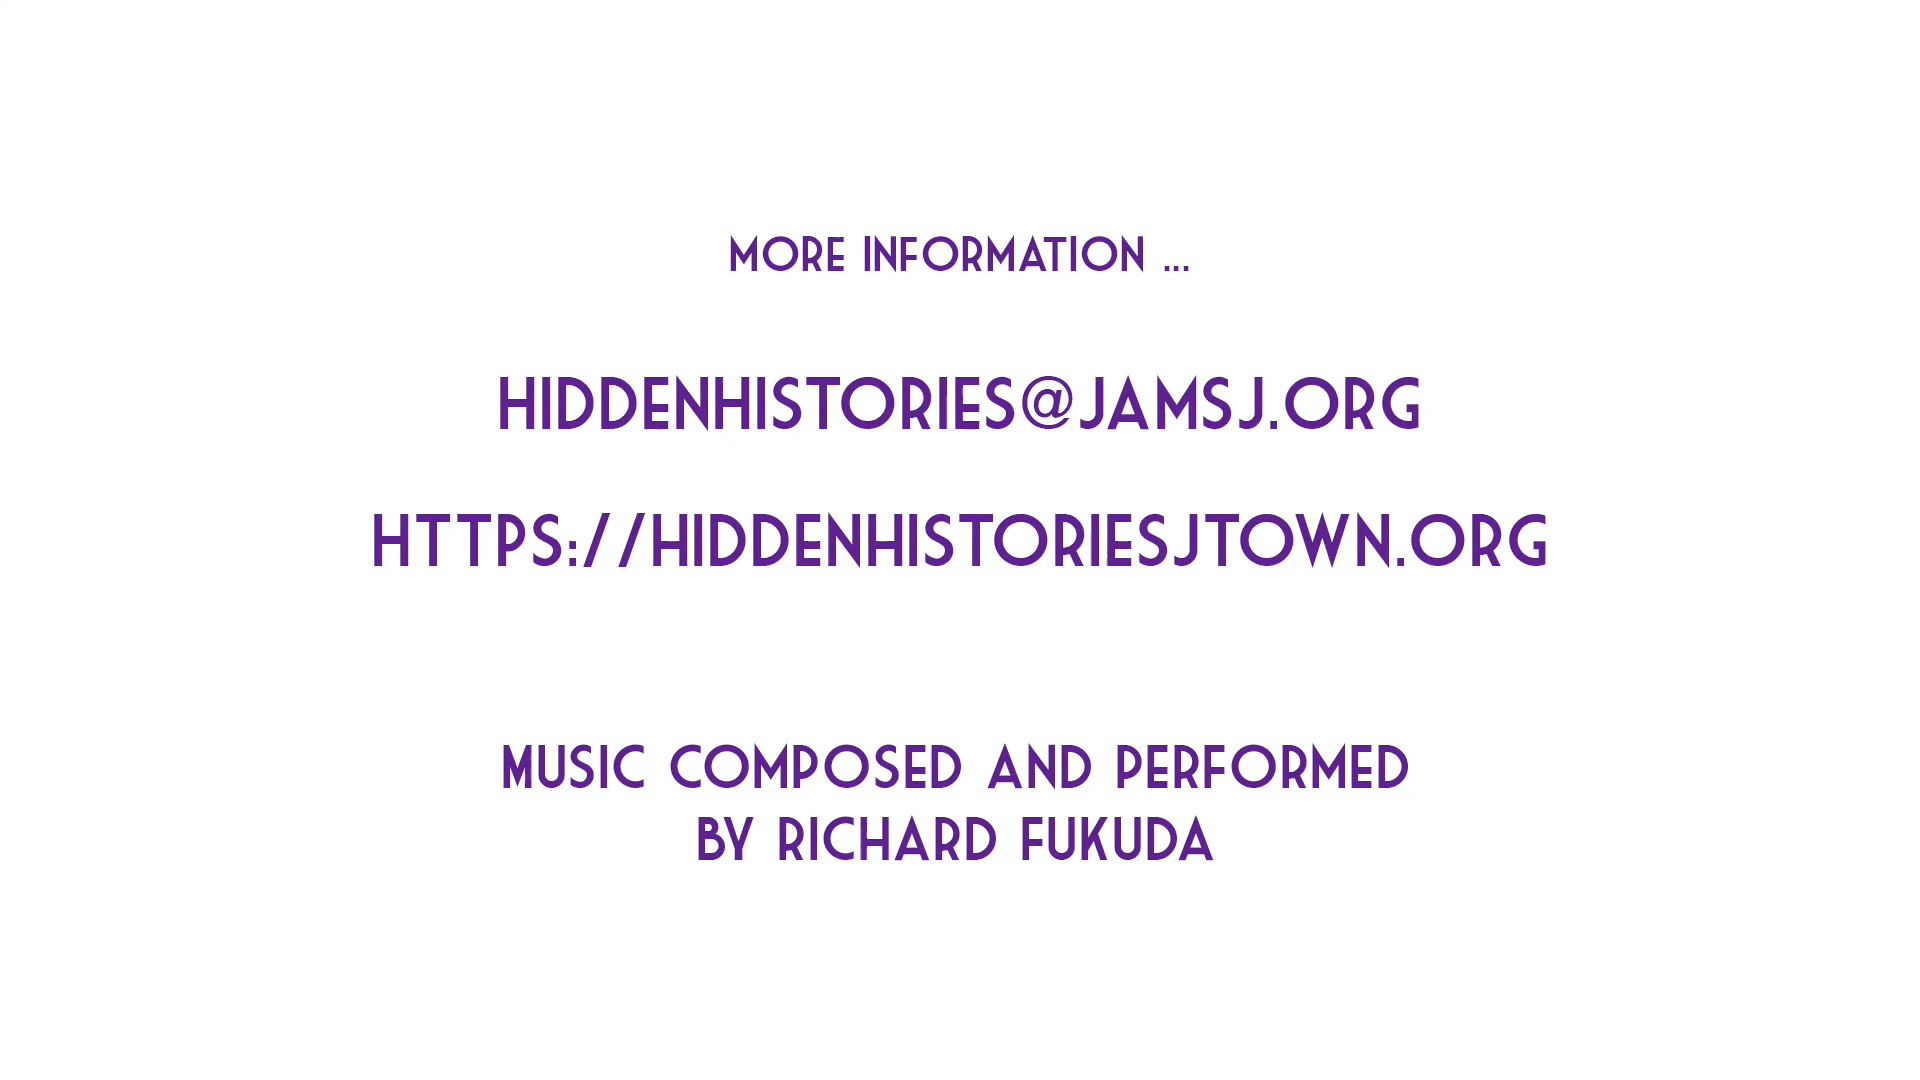 MORE INFORMATION ...
HIDDENHISTORIES@JAMSJ.ORG
HTTPS://HIDDENHISTORIESJTOWN.ORG
MUSIC COMPOSED AND PERFORMED
BY RICHARD FUKUDA